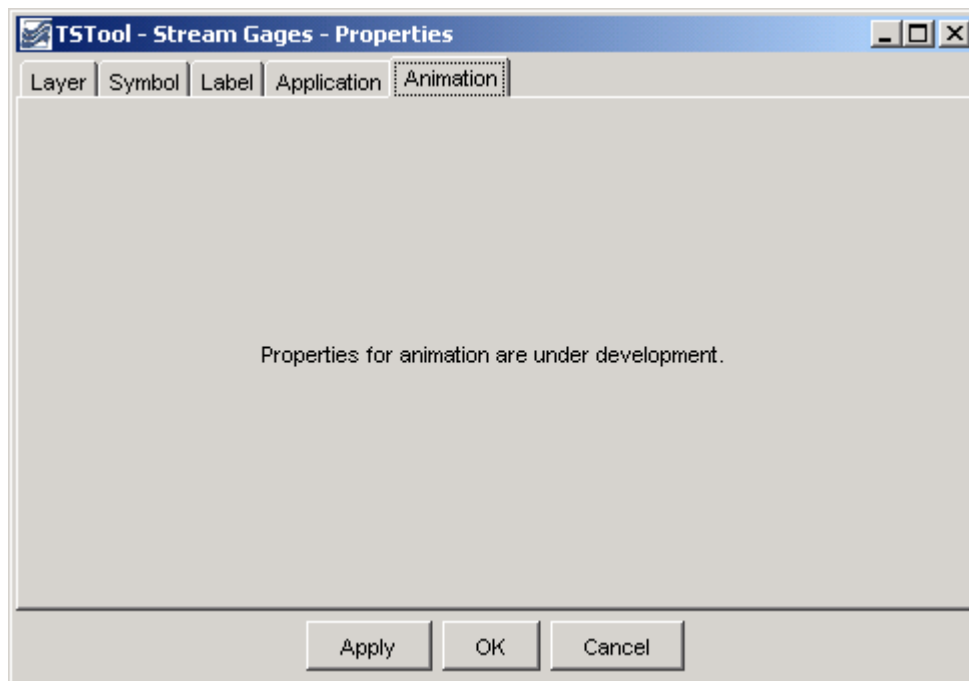 TSTool - Stream Gages - Properties
Layer Symbol Label Application Animation
Properties for animation are under development.
Apply OK Cancel